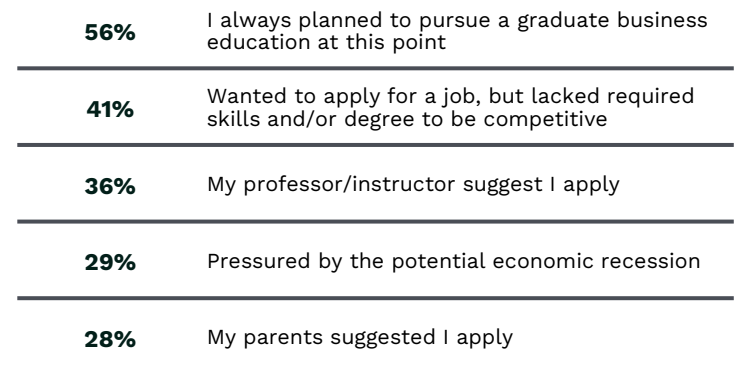 56%
I always planned to pursue a graduate business
education at this point
41%
Wanted to apply for a job, but lacked required
skills and/or degree to be competitive
36%
My professor/instructor suggest I apply
29%
Pressured by the potential economic recession
28%
My parents suggested I apply